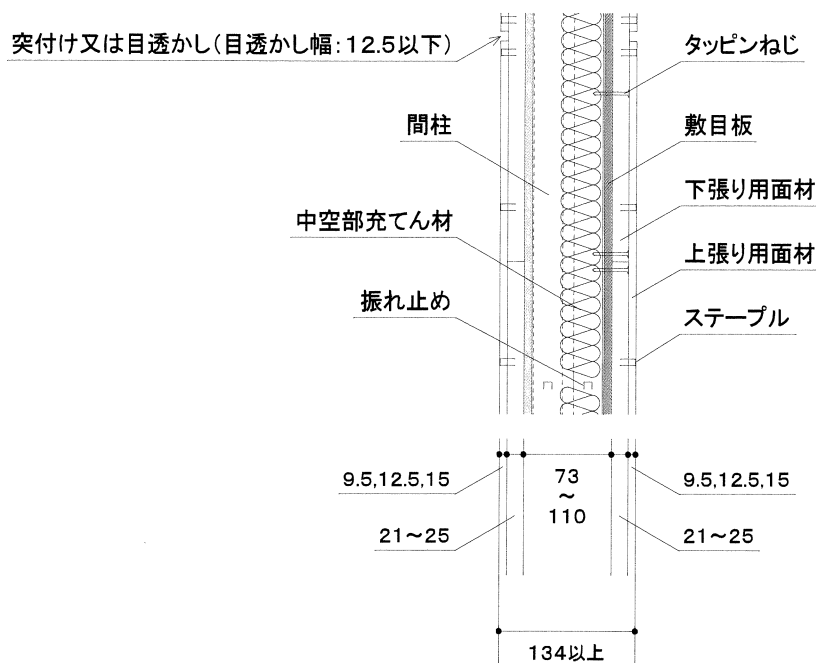 突付け又は目透かし(目透かし幅:12.5以下)
タッピンねじ
間柱
敷目板
下張り用面材
中空部充てん材
上張り用面材
振れ止め
ステープル
9.5,12.5,15
73
～
110
9.5,12.5,15
21～25
21～25
134以上